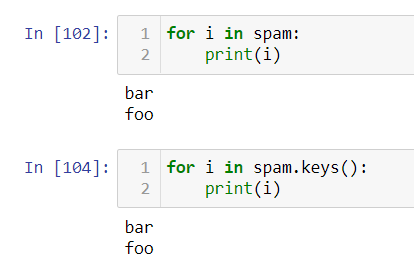 In [102]: 1 for i in spam:
2     print(i)
bar
foo
In [104]: 1 for i in spam.keys():
2     print(i)
bar
foo